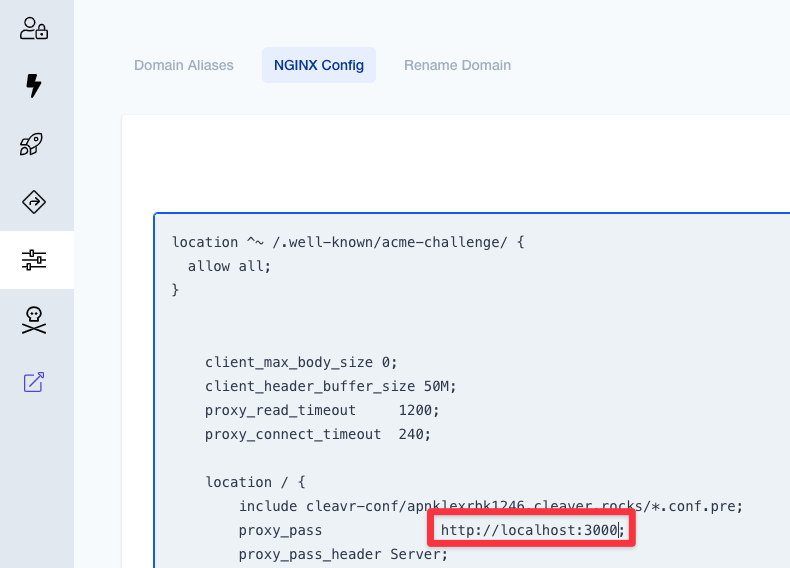 Domain Aliases NGINX Config Rename Domain
location ^~ /.well-known/acme-challenge/ {
allow all;
}
client_max_body_size 0;
client_header_buffer_size 50M;
proxy_read_timeout 1200;
proxy_connect_timeout 240;
location / {
include cleavr-conf/apnklexrhk1246.cleaver.rocks/*.conf.pre;
proxy_pass http://localhost:3000;
proxy_pass_header Server;